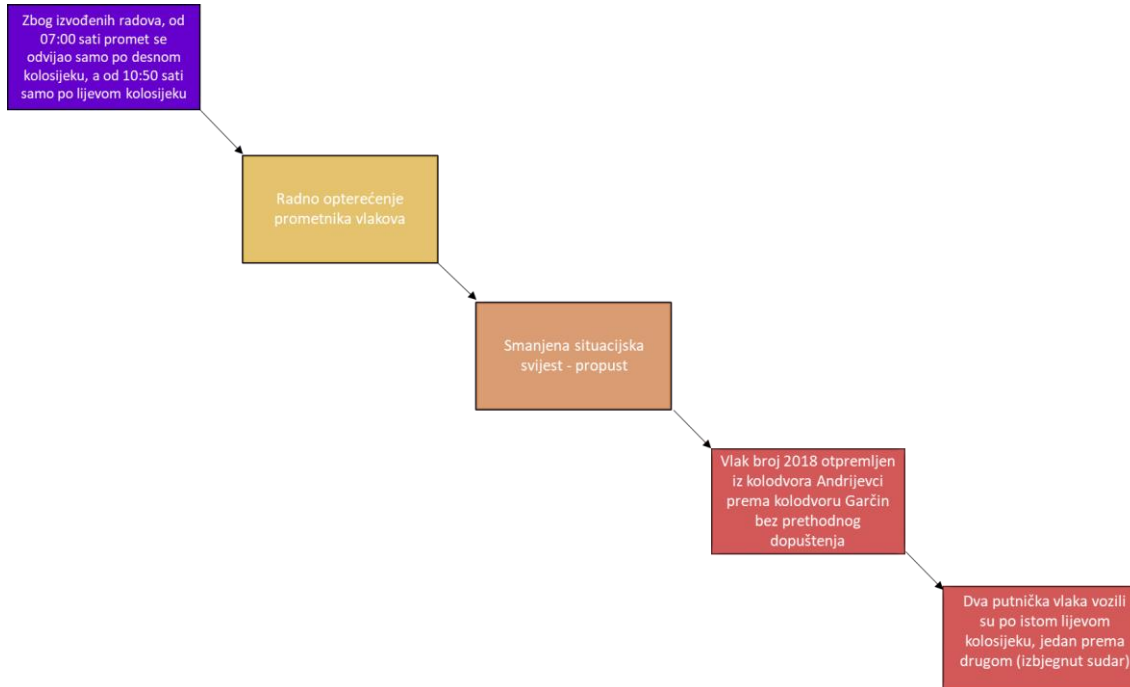 Zbog izvođenih radova, od
07:00 sati promet se
odvijao samo po desnom
kolosijeku, a od 10:50 sati
samo po lijevom kolosijeku
Radno opterećenje
prometnika vlakova
Smanjena situacijska
svijest - propust
Vlak broj 2018 otpremljen
iz kolodvora Andrijevci
prema kolodvoru Garčin
bez prethodnog
dopuštenja
Dva putnička vlaka vozili
su po istom lijevom
kolosijeku, jedan prema
drugom (izbjegnut sudar)